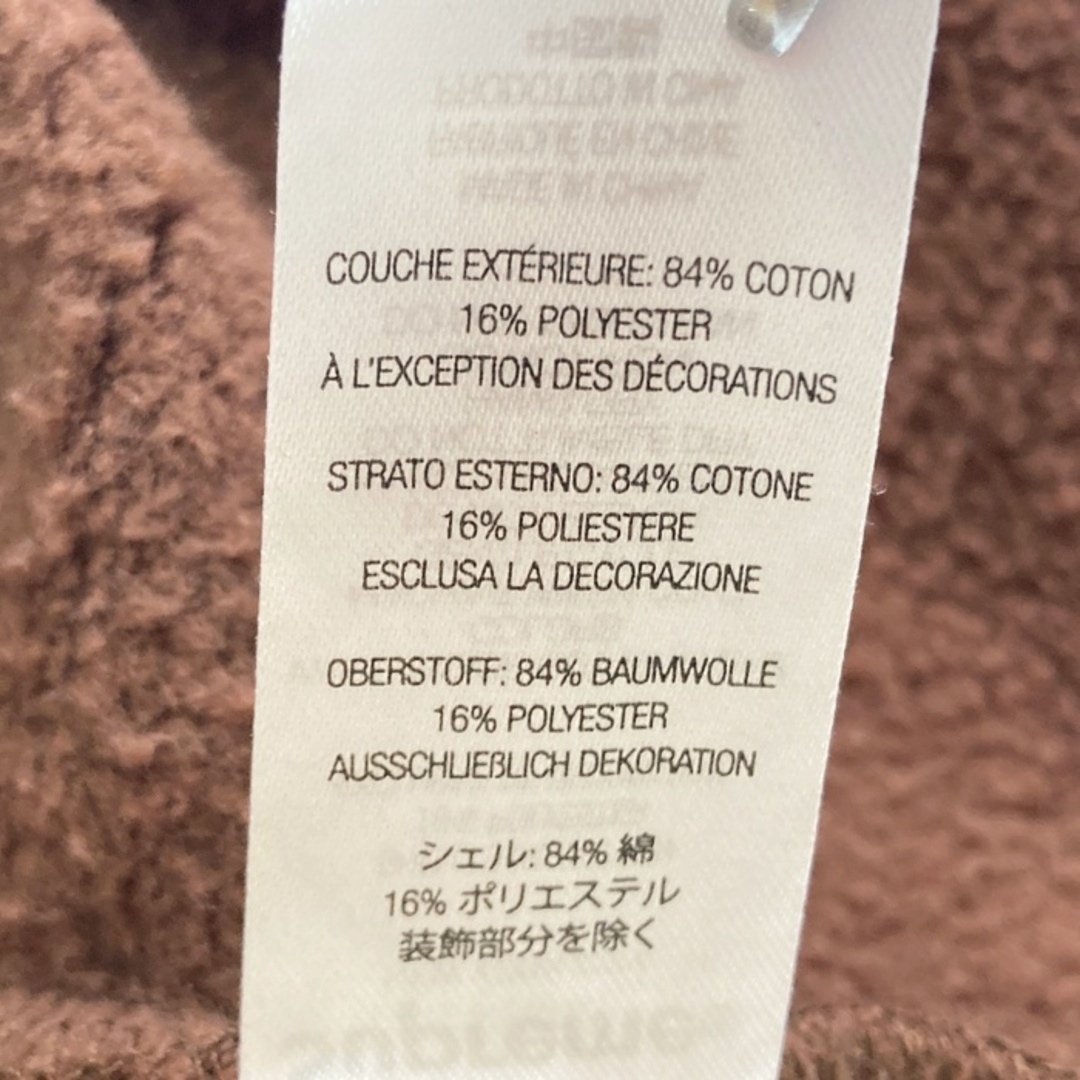 COUCHE EXTÉRIEURE: 84% COTON
16% POLYESTER
À L'EXCEPTION DES DÉCORATIONS
STRATO ESTERNO: 84% COTONE
16% POLIESTERE
ESCLUSA LA DECORAZIONE
OBERSTOFF: 84% BAUMWOLLE
16% POLYESTER
AUSSCHLIEßLICH DEKORATION
シェル: 84% 綿
16% ポリエステル
装飾部分を除く